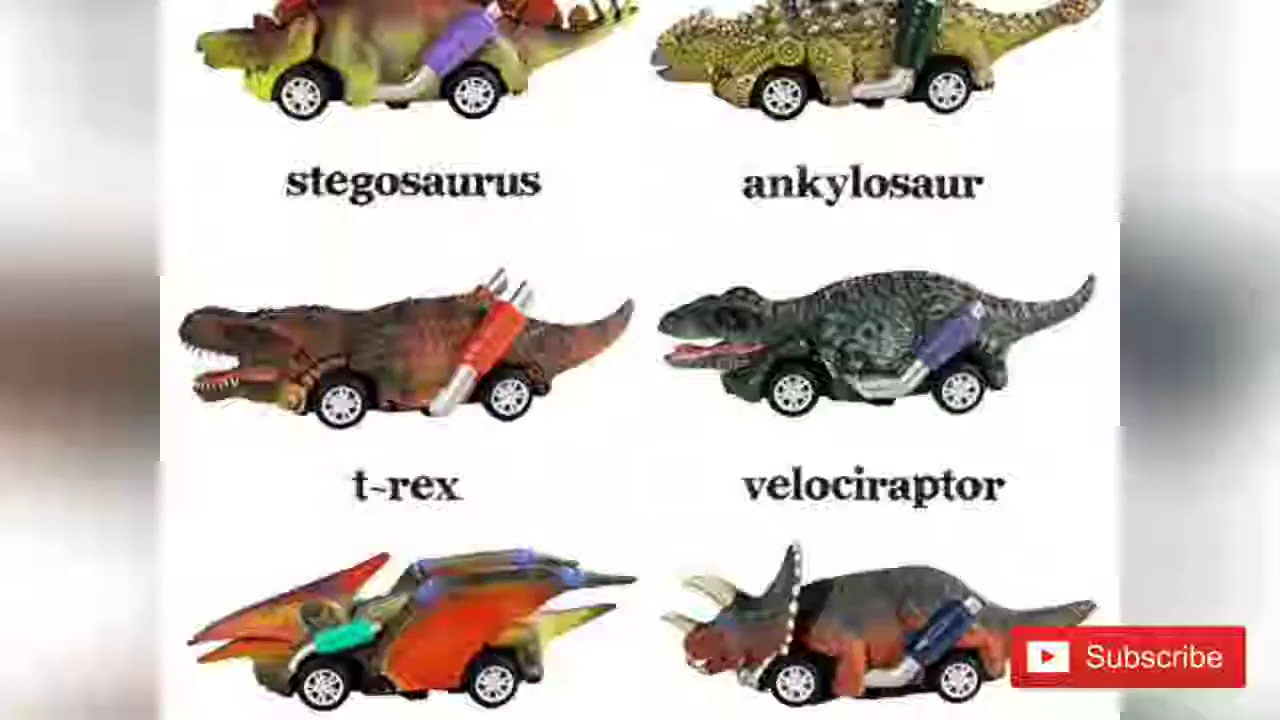 stegosaurus
ankylosaur
t-rex
velociraptor
Subscribe